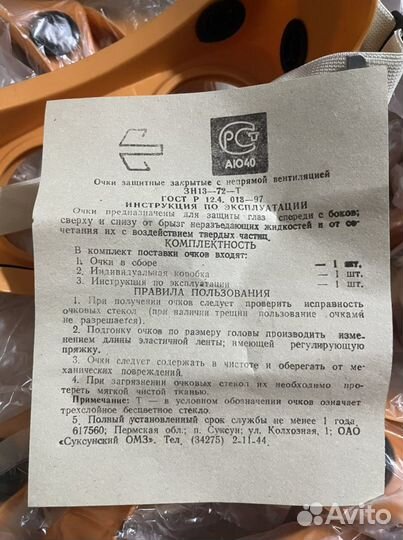 РСТ
АЮ40
Очки защитные закрытые с непрямой вентиляцией
ЗН13—72—Т
ГОСТ Р 12.4. 013—97
ИНСТРУКЦИЯ ПО ЭКСПЛУАТАЦИИ
Очки предназначены для защиты глаз спереди с боков;
сверху и снизу от брызг неразъедающих жидкостей и от со-
четания их с воздействием твердых частиц.
КОМПЛЕКТНОСТЬ
В комплект поставки очков входят:
1. Очки в сборе — 1 шт.
2. Индивидуальная коробка — 1 шт.
3. Инструкция по эксплуатации — 1 шт.
ПРАВИЛА ПОЛЬЗОВАНИЯ
1. При получении очков следует проверить исправность
очковых стекол (при наличии трещин пользование очками
не разрешается).
2. Подгонку очков по размеру головы производить изме-
нением длины эластичной ленты; имеющей регулирующую
пряжку.
3. Очки следует содержать в чистоте и оберегать от ме-
ханических повреждений.
4. При загрязнении очковых стекол их необходимо про-
тереть мягкой чистой тканью.
Примечание: Т — в условном обозначении очков означает
трехслойное бесцветное стекло.
5. Полный установленный срок службы не менее 1 года
617560; Пермская обл.; п. Суксун; ул. Колхозная, 1; ОАО
«Суксунский ОМЗ». Тел. (34275) 2-11-44.
Avito